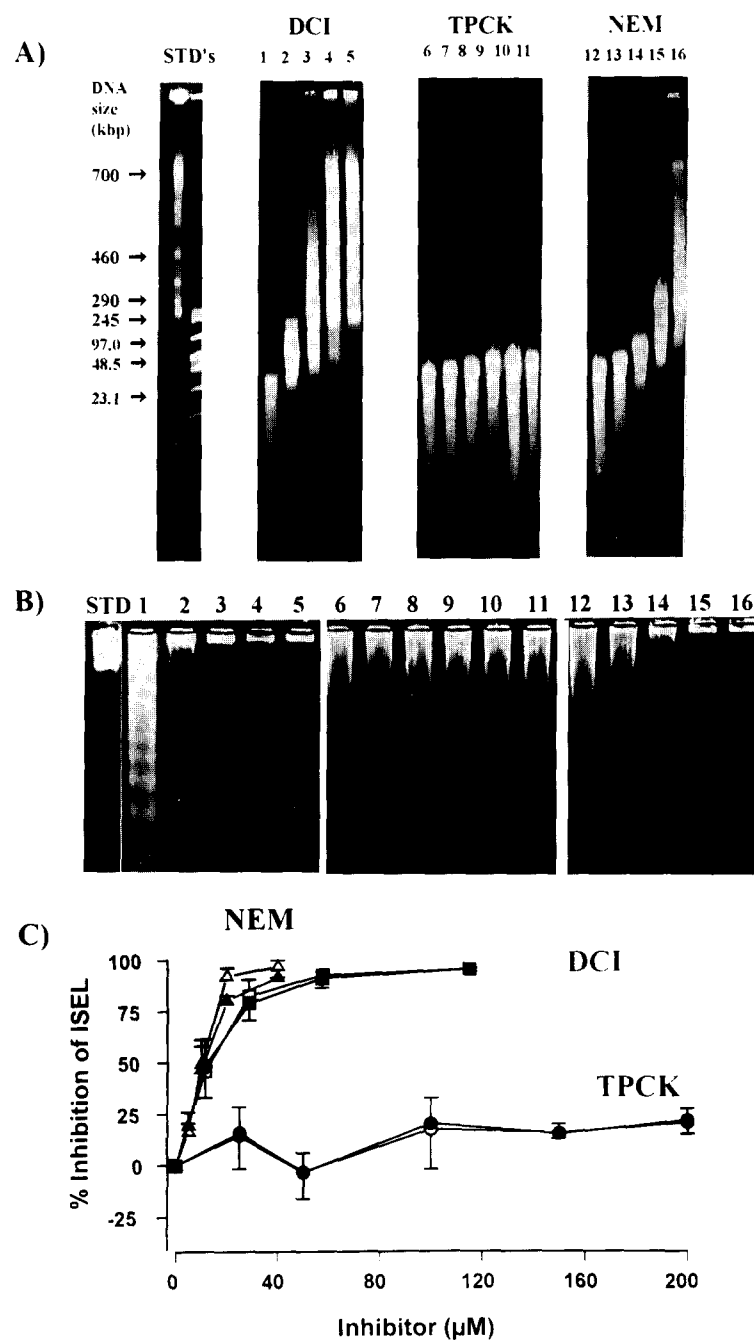 A)
DCI
TPCK
NEM
STD's
1 2 3 4 5
6 7 8 9 10 11
12 13 14 15 16
DNA
size
(kbp)
700 →
460 →
290 →
245 →
97.0 →
48.5 →
23.1 →
B)
STD 1 2 3 4 5 6 7 8 9 10 11 12 13 14 15 16
C)
NEM
DCI
TPCK
% Inhibition of ISEL
100
75
50
25
0
-25
0 40 80 120 160 200
Inhibitor (µM)